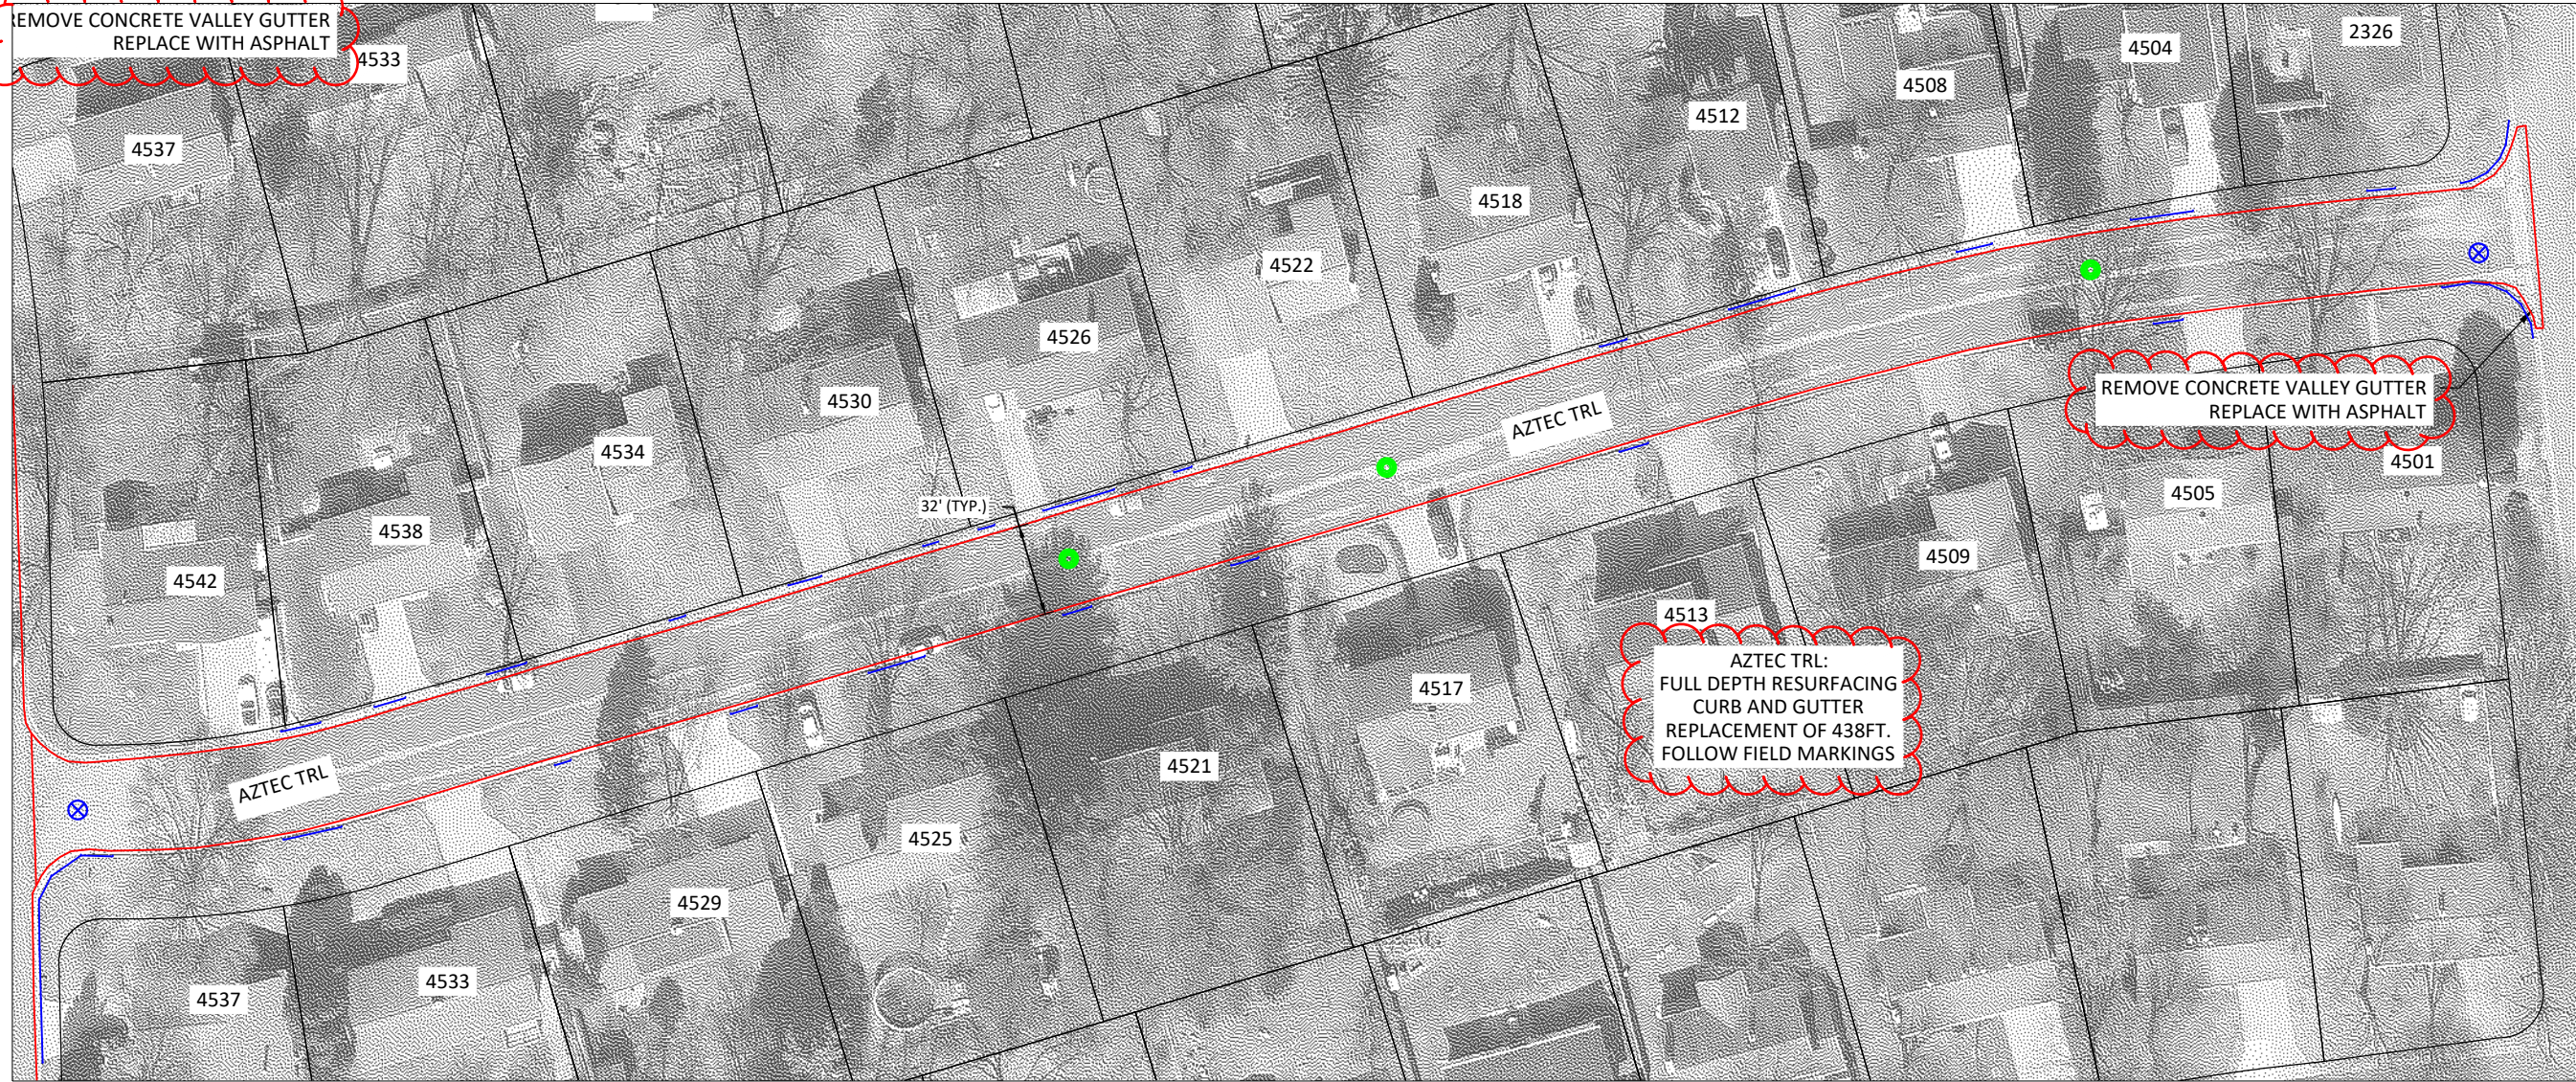 REMOVE CONCRETE VALLEY GUTTER
REPLACE WITH ASPHALT
4533
4537
2326
4504
4508
4512
4518
4522
4526
4530
4534
4538
4542
32' (TYP.)
AZTEC TRL
REMOVE CONCRETE VALLEY GUTTER
REPLACE WITH ASPHALT
4501
4505
4509
4513
AZTEC TRL:
FULL DEPTH RESURFACING
CURB AND GUTTER
REPLACEMENT OF 438FT.
FOLLOW FIELD MARKINGS
4517
4521
AZTEC TRL
4525
4529
4533
4537